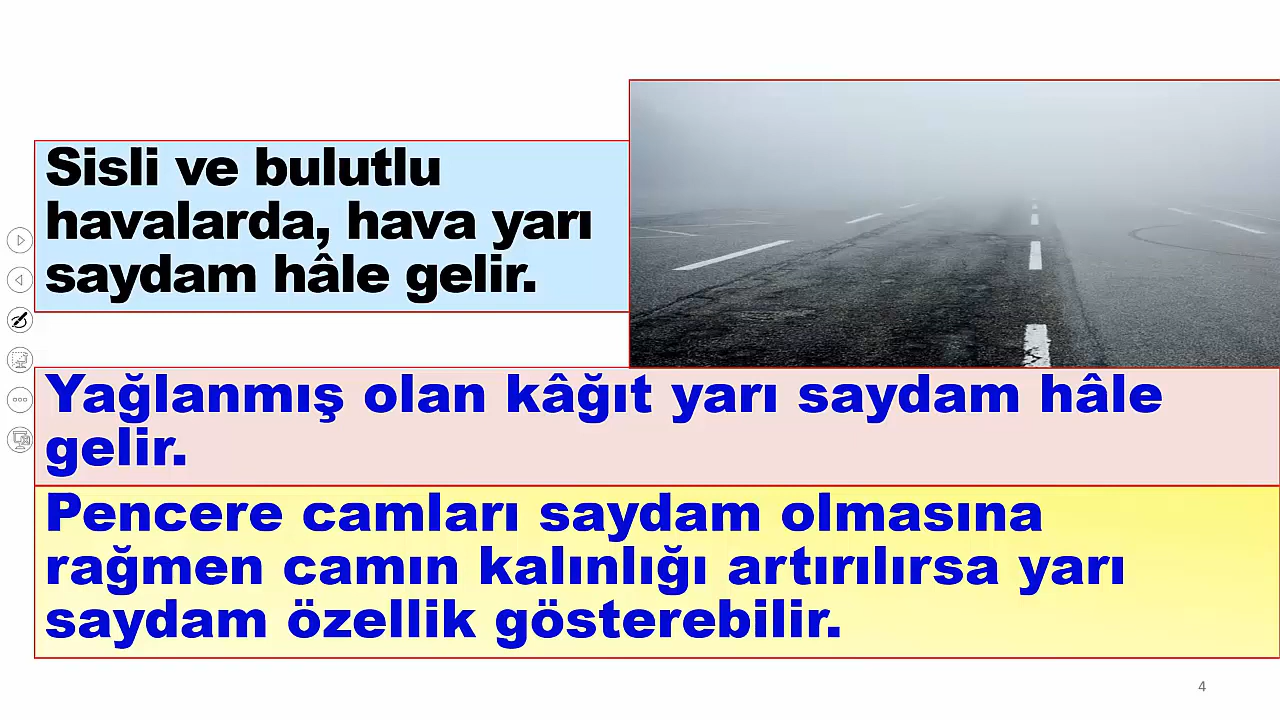 Sisli ve bulutlu
havalarda, hava yarı
saydam hâle gelir.
Yağlanmış olan kâğıt yarı saydam hâle
gelir.
Pencere camları saydam olmasına
rağmen camın kalınlığı artırılırsa yarı
saydam özellik gösterebilir.
4